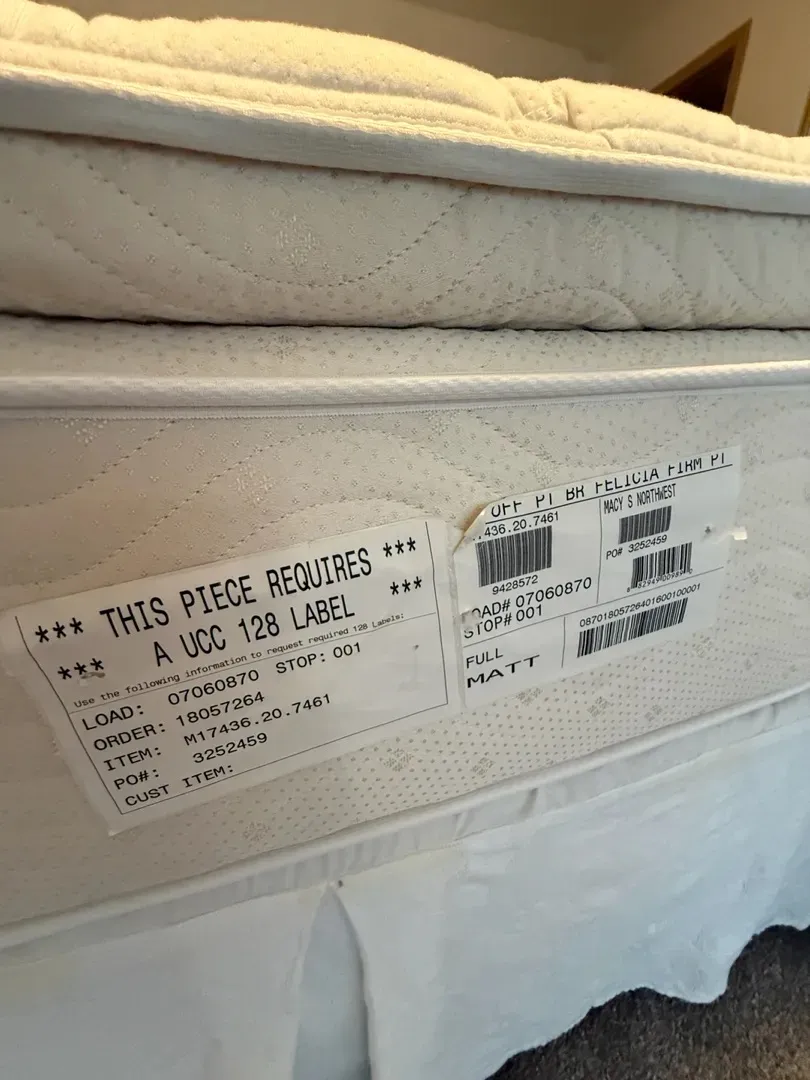 *** THIS PIECE REQUIRES ***
*** A UCC 128 LABEL ***
Use the following information to request required 128 Labels:
LOAD: 07060870 STOP: 001
ORDER: 18057264
ITEM: M17436.20.7461
PO#: 3252459
CUST ITEM:
OFF PT BR FELICIA FIRM PT
.436.20.7461
9428572
OAD# 07060870
STOP# 001
MACY S NORTHWEST
PO# 3252459
08701805726401600100001
FULL
MATT